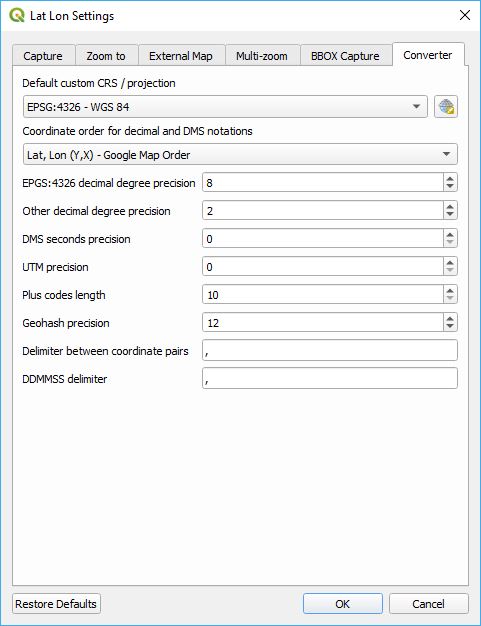 Lat Lon Settings
Capture Zoom to External Map Multi-zoom BBOX Capture Converter
Default custom CRS / projection
EPSG:4326 - WGS 84
Coordinate order for decimal and DMS notations
Lat, Lon (Y,X) - Google Map Order
EPGS:4326 decimal degree precision 8
Other decimal degree precision 2
DMS seconds precision 0
UTM precision 0
Plus codes length 10
Geohash precision 12
Delimiter between coordinate pairs ,
DDMMSS delimiter ,
Restore Defaults OK Cancel